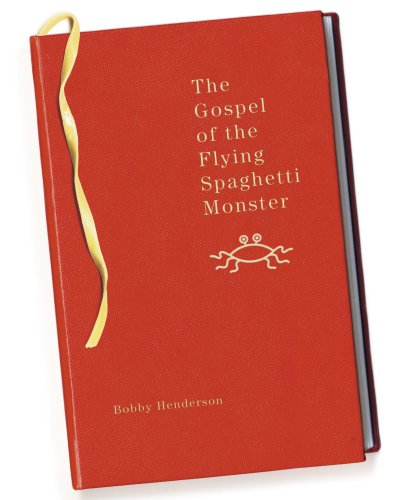 The
Gospel
of the
Flying
Spaghetti
Monster
Bobby Henderson